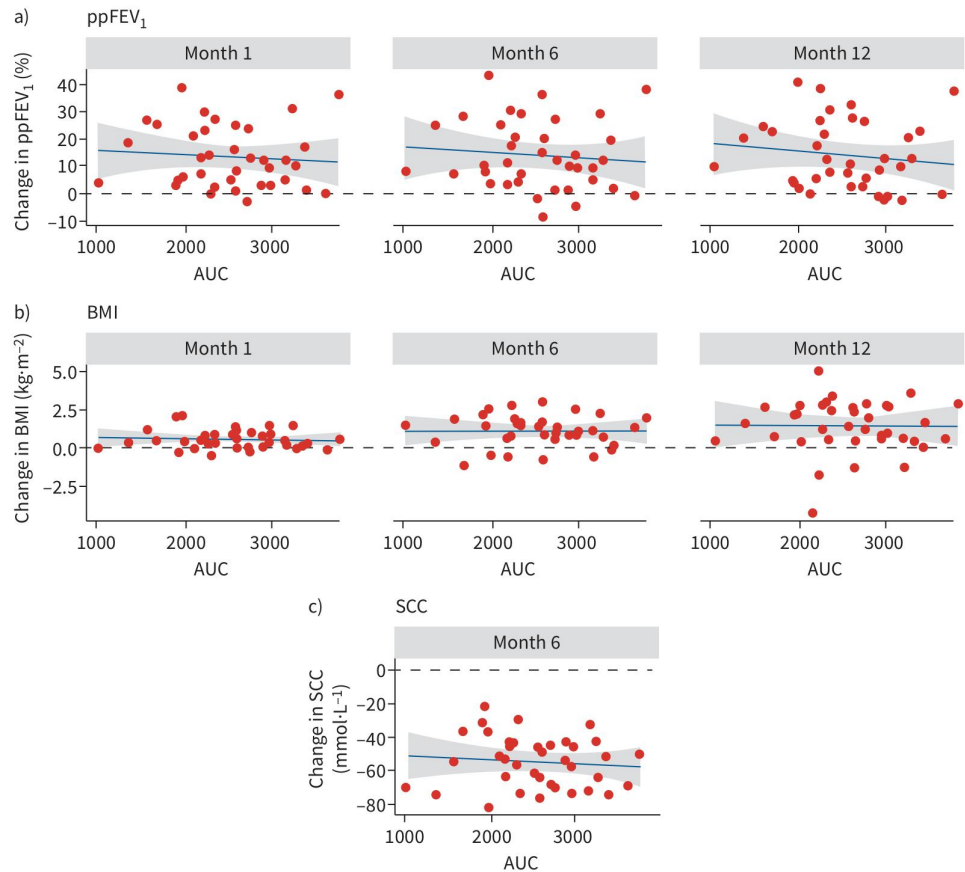 a) ppFEV₁
Month 1 Month 6 Month 12
Change in ppFEV₁ (%)
40
30
20
10
0
−10
1000 2000 3000 1000 2000 3000 1000 2000 3000
AUC AUC AUC
b) BMI
Month 1 Month 6 Month 12
Change in BMI (kg·m⁻²)
5.0
2.5
0.0
−2.5
1000 2000 3000 1000 2000 3000 1000 2000 3000
AUC AUC AUC
c) SCC
Month 6
Change in SCC
(mmol·L⁻¹)
0
−20
−40
−60
−80
1000 2000 3000
AUC